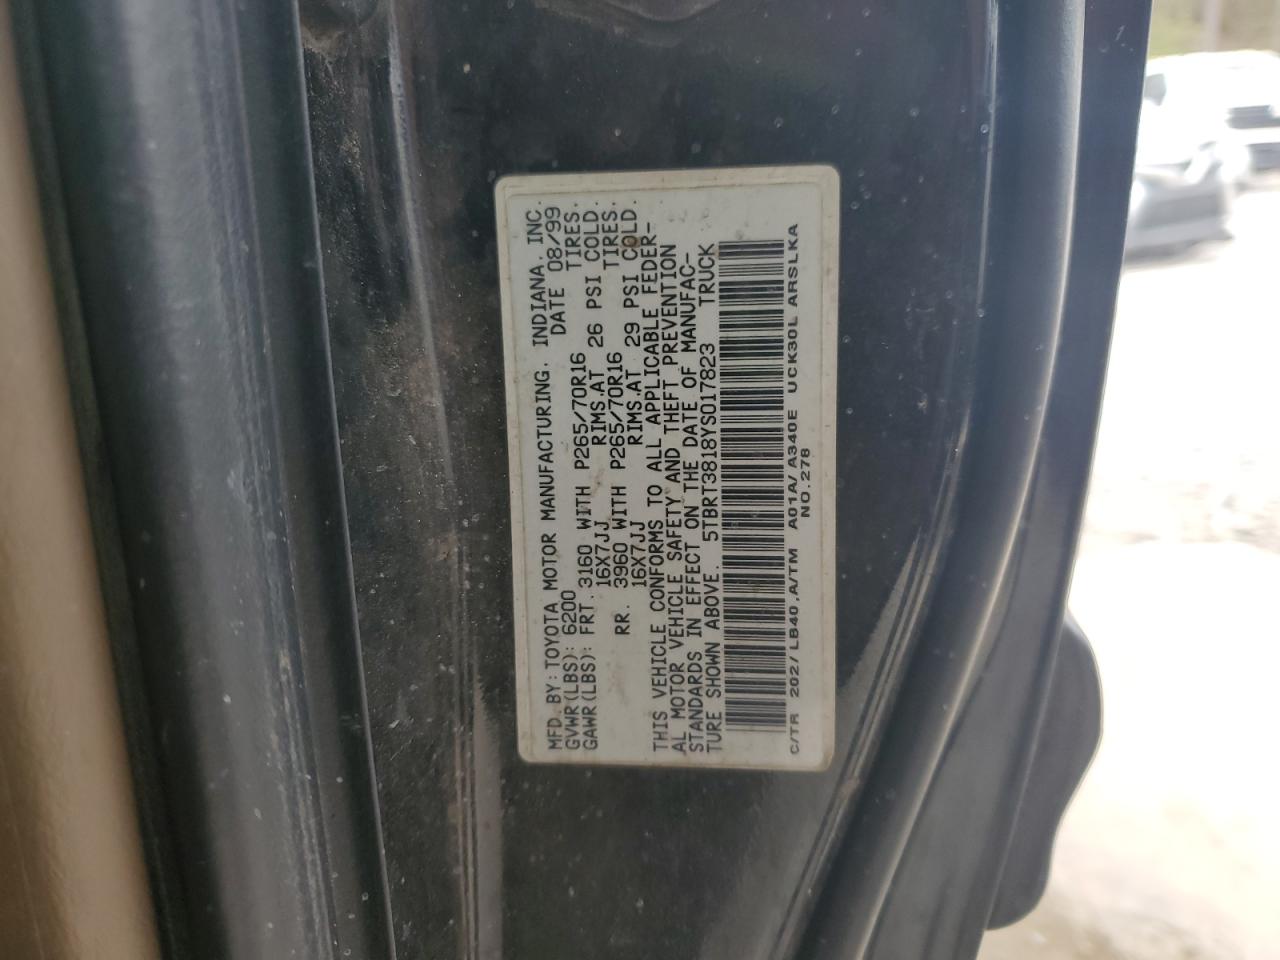 MFD. BY: TOYOTA MOTOR MANUFACTURING, INDIANA, INC.
GVWR(LBS): 6200 DATE 08/99
GAWR(LBS): FRT. 3160 WITH P265/70R16 TIRES,
16X7JJ RIMS,AT 26 PSI COLD.
RR. 3960 WITH P265/70R16 TIRES,
16X7JJ RIMS,AT 29 PSI COLD.
THIS VEHICLE CONFORMS TO ALL APPLICABLE FEDER-
AL MOTOR VEHICLE SAFETY AND THEFT PREVENTION
STANDARDS IN EFFECT ON THE DATE OF MANUFAC-
TURE SHOWN ABOVE. 5TBRT3818YS017823 TRUCK
C/TR 202/LB40,A/TM A01A/A340E UCK30L ARSLKA
NO.278